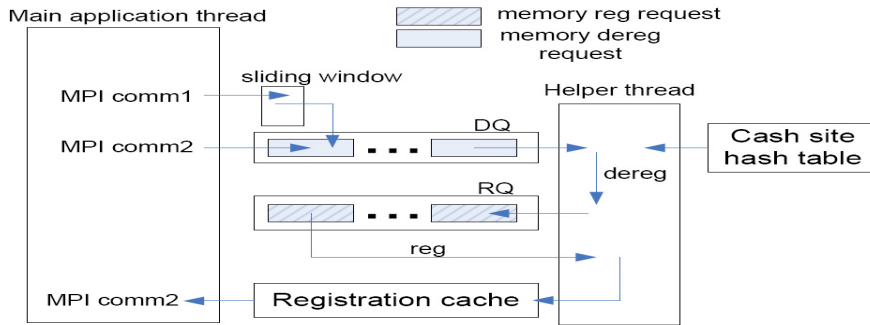 Main application thread
memory reg request
memory dereg
request
sliding window
MPI comm1
Helper thread
DQ
MPI comm2
Cash site
hash table
dereg
RQ
reg
MPI comm2
Registration cache